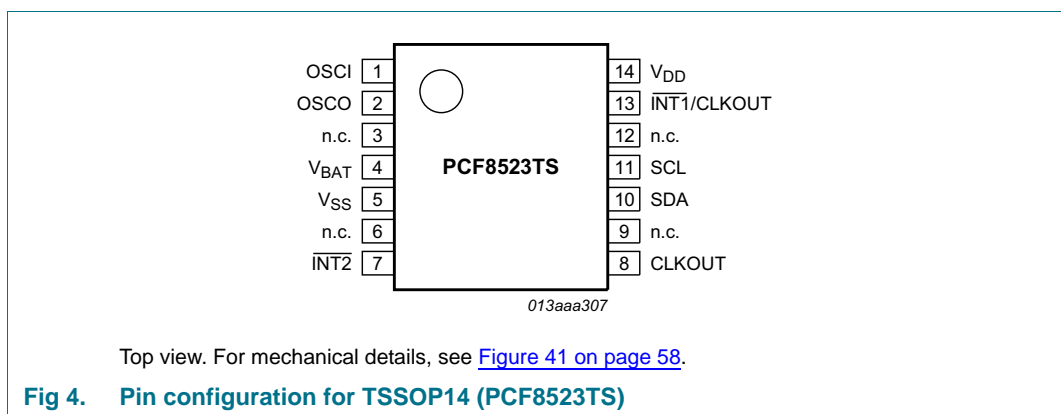 OSCI 1
OSCO 2
n.c. 3
VBAT 4
VSS 5
n.c. 6
INT2 7
PCF8523TS
14 VDD
13 INT1/CLKOUT
12 n.c.
11 SCL
10 SDA
9 n.c.
8 CLKOUT
013aaa307
Top view. For mechanical details, see Figure 41 on page 58.
Fig 4. Pin configuration for TSSOP14 (PCF8523TS)